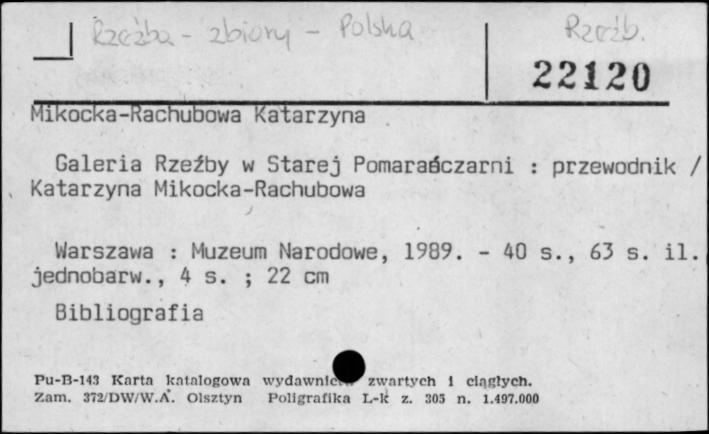 Rzeźba - zbiory - Polska
Rzeźb.
22120
Mikocka-Rachubowa Katarzyna
Galeria Rzeźby w Starej Pomarańczarni : przewodnik /
Katarzyna Mikocka-Rachubowa
Warszawa : Muzeum Narodowe, 1989. - 40 s., 63 s. il.
jednobarw., 4 s. ; 22 cm
Bibliografia
Pu-B-143 Karta katalogowa wydawnictw zwartych i ciągłych.
Zam. 372/DW/W.A. Olsztyn Poligrafika L-k z. 305 n. 1.497.000